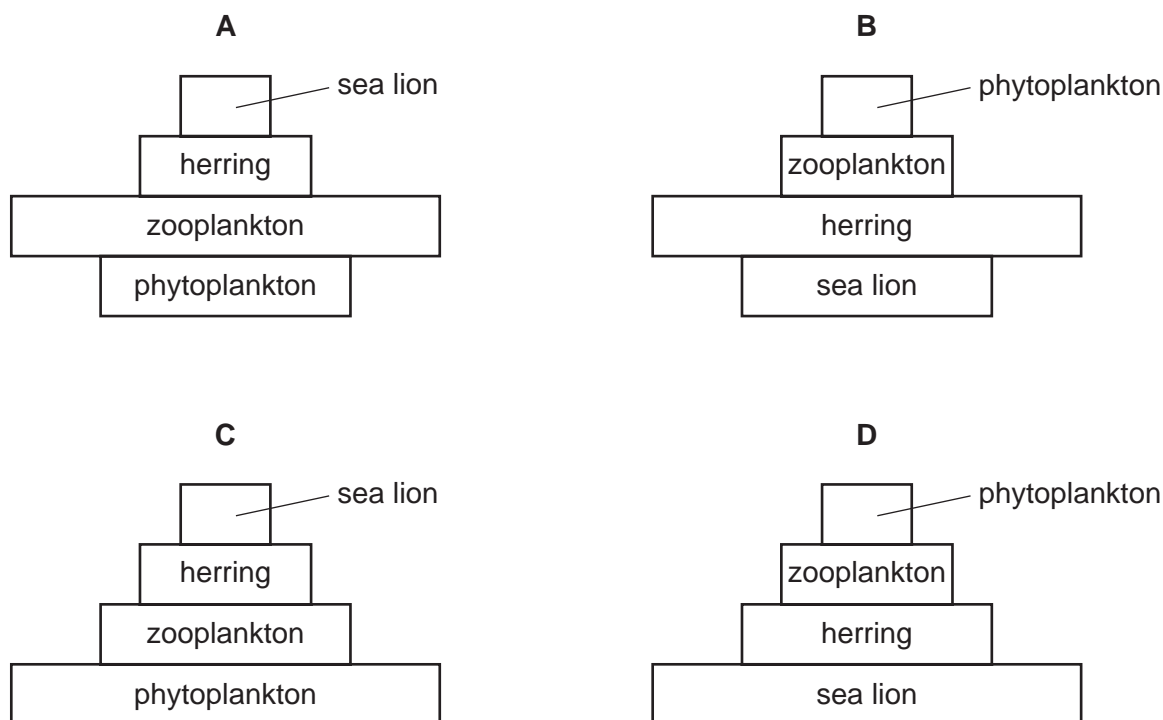 A
sea lion
herring
zooplankton
phytoplankton
B
phytoplankton
zooplankton
herring
sea lion
C
sea lion
herring
zooplankton
phytoplankton
D
phytoplankton
zooplankton
herring
sea lion